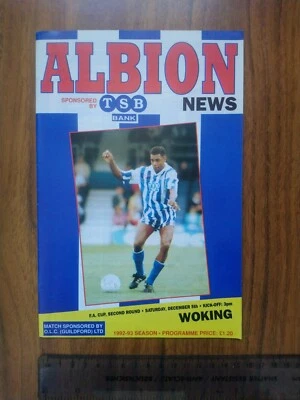 ALBION
SPONSORED
BY
TSB
BANK
NEWS
F.A. CUP, SECOND ROUND • SATURDAY, DECEMBER 5th • KICK-OFF: 3pm
WOKING
MATCH SPONSORED BY
D.L.C. (GUILDFORD) LTD
1992-93 SEASON • PROGRAMME PRICE: £1.20